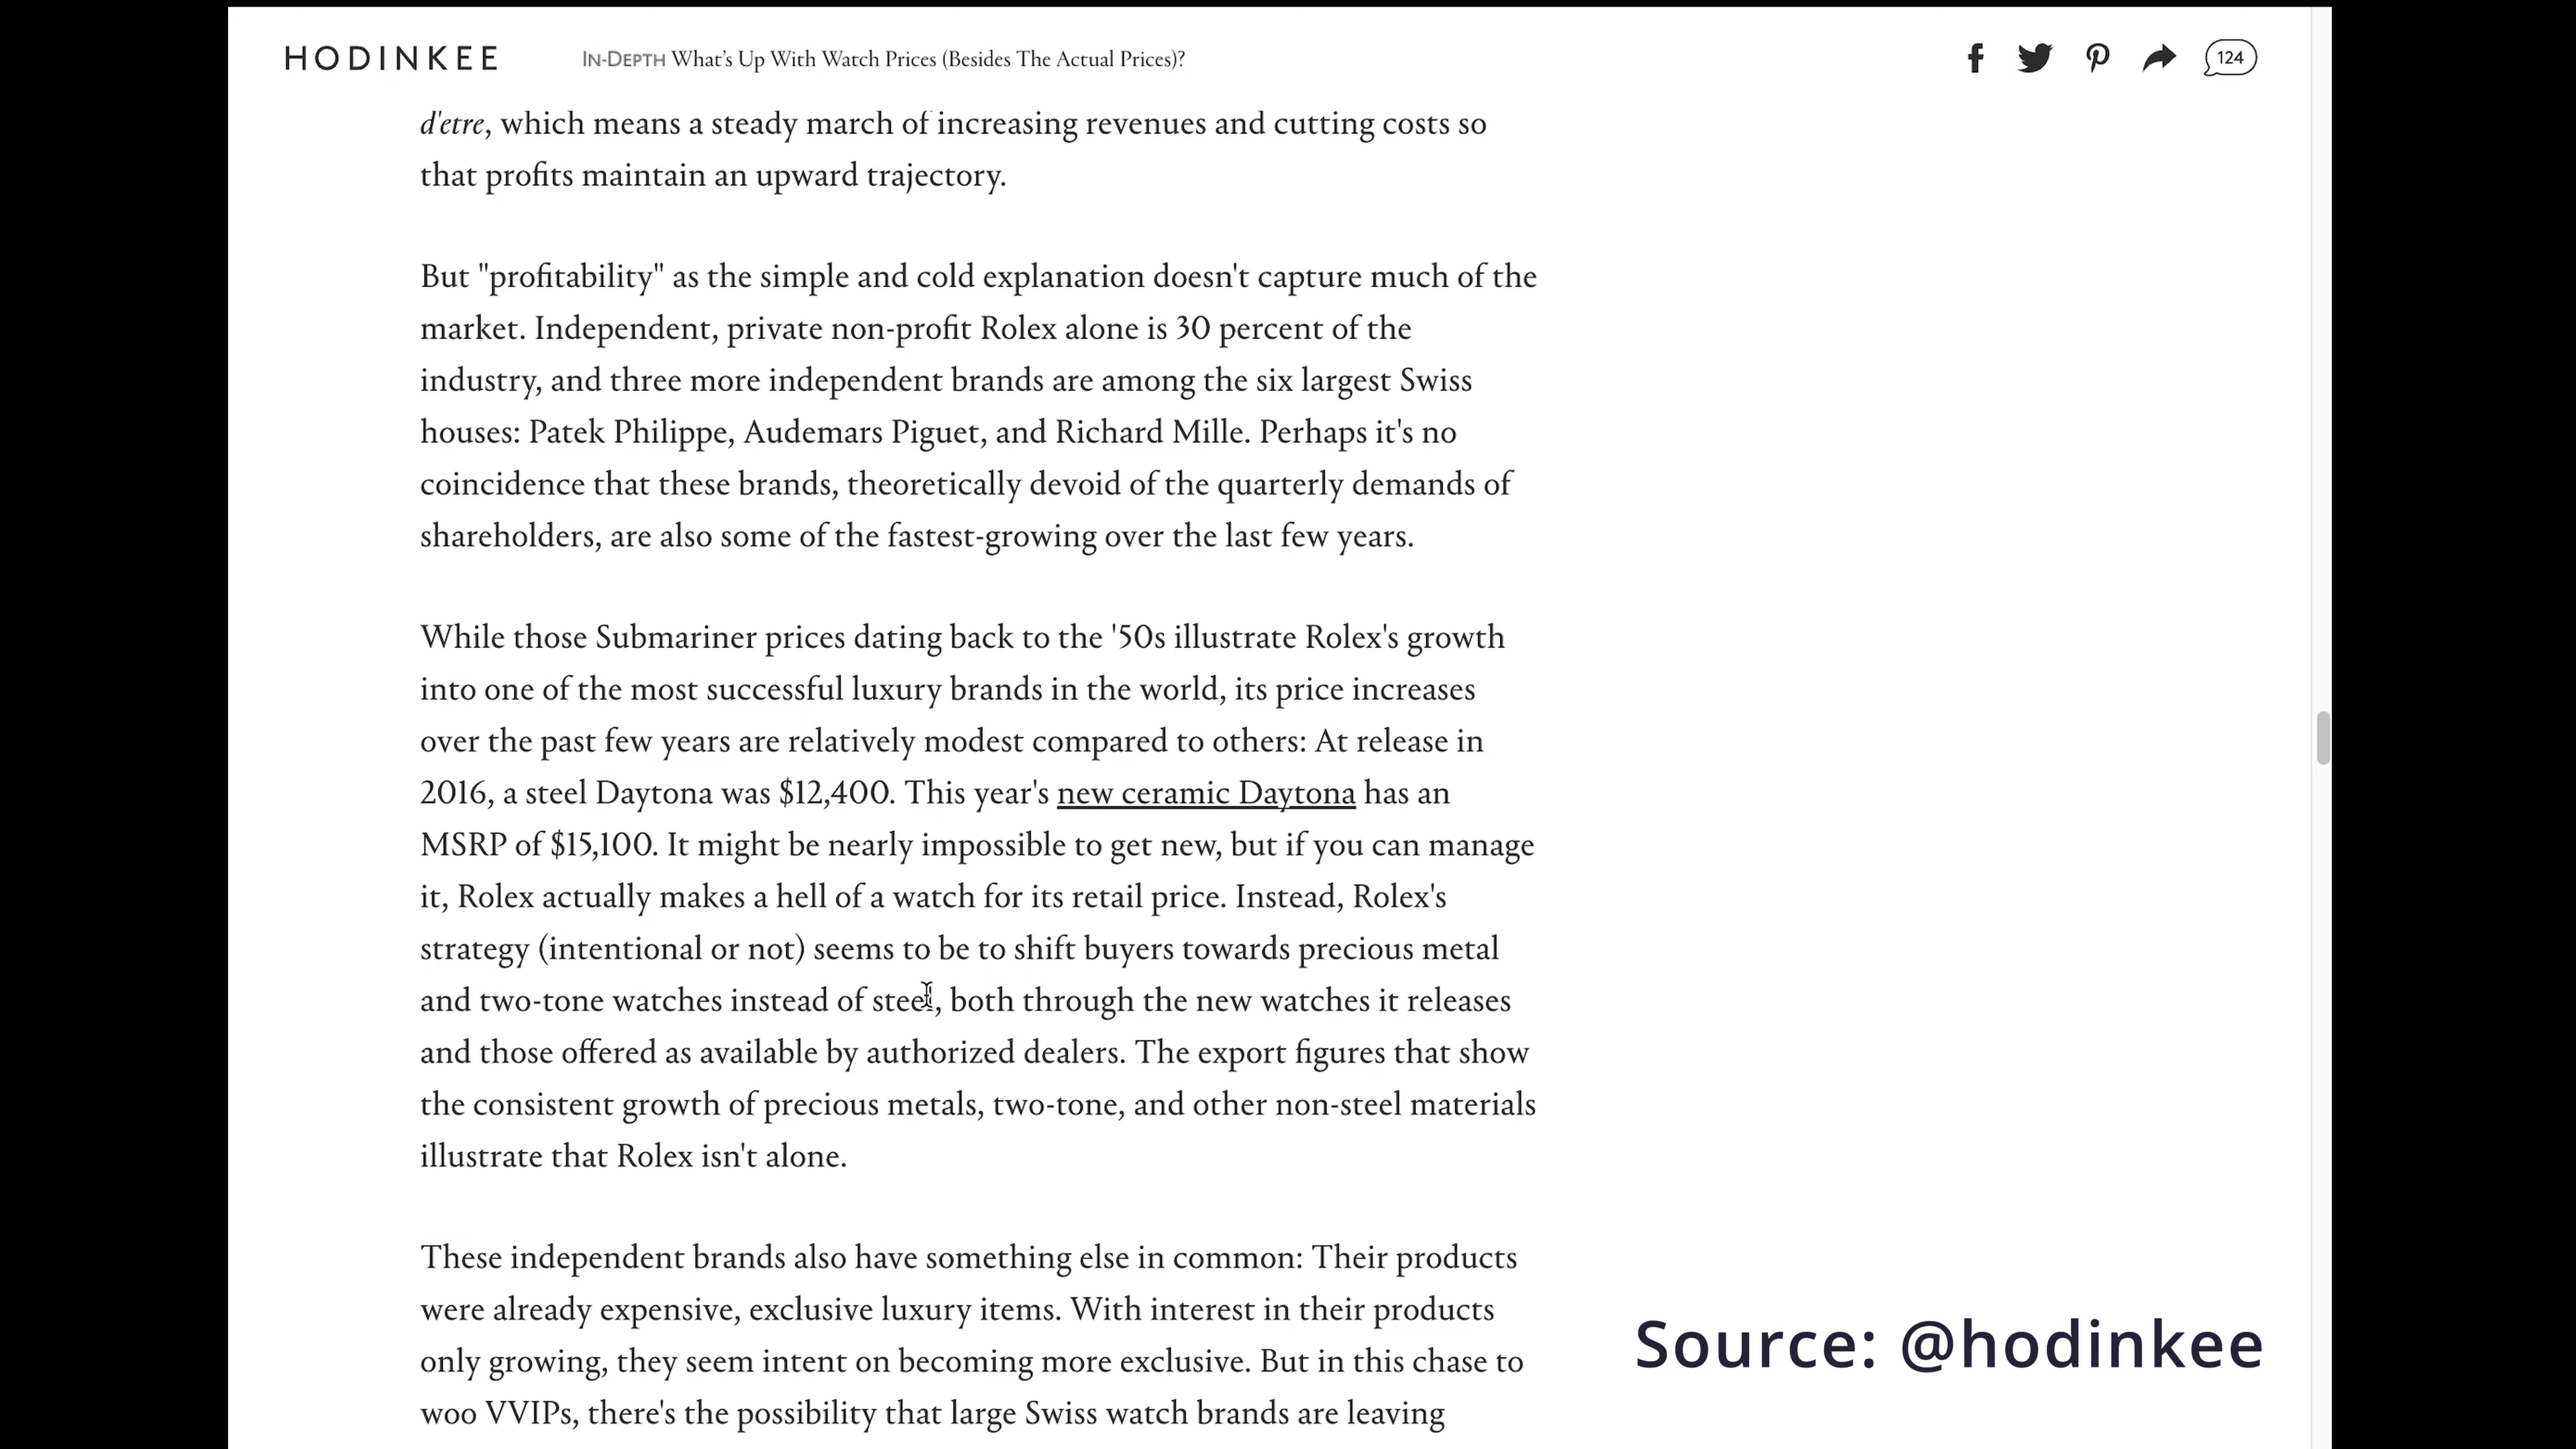 HODINKEE
IN-DEPTH What's Up With Watch Prices (Besides The Actual Prices)?
124
d'etre, which means a steady march of increasing revenues and cutting costs so
that profits maintain an upward trajectory.
But "profitability" as the simple and cold explanation doesn't capture much of the
market. Independent, private non-profit Rolex alone is 30 percent of the
industry, and three more independent brands are among the six largest Swiss
houses: Patek Philippe, Audemars Piguet, and Richard Mille. Perhaps it's no
coincidence that these brands, theoretically devoid of the quarterly demands of
shareholders, are also some of the fastest-growing over the last few years.
While those Submariner prices dating back to the '50s illustrate Rolex's growth
into one of the most successful luxury brands in the world, its price increases
over the past few years are relatively modest compared to others: At release in
2016, a steel Daytona was $12,400. This year's new ceramic Daytona has an
MSRP of $15,100. It might be nearly impossible to get new, but if you can manage
it, Rolex actually makes a hell of a watch for its retail price. Instead, Rolex's
strategy (intentional or not) seems to be to shift buyers towards precious metal
and two-tone watches instead of steel, both through the new watches it releases
and those offered as available by authorized dealers. The export figures that show
the consistent growth of precious metals, two-tone, and other non-steel materials
illustrate that Rolex isn't alone.
These independent brands also have something else in common: Their products
were already expensive, exclusive luxury items. With interest in their products
only growing, they seem intent on becoming more exclusive. But in this chase to
woo VVIPs, there's the possibility that large Swiss watch brands are leaving
Source: @hodinkee